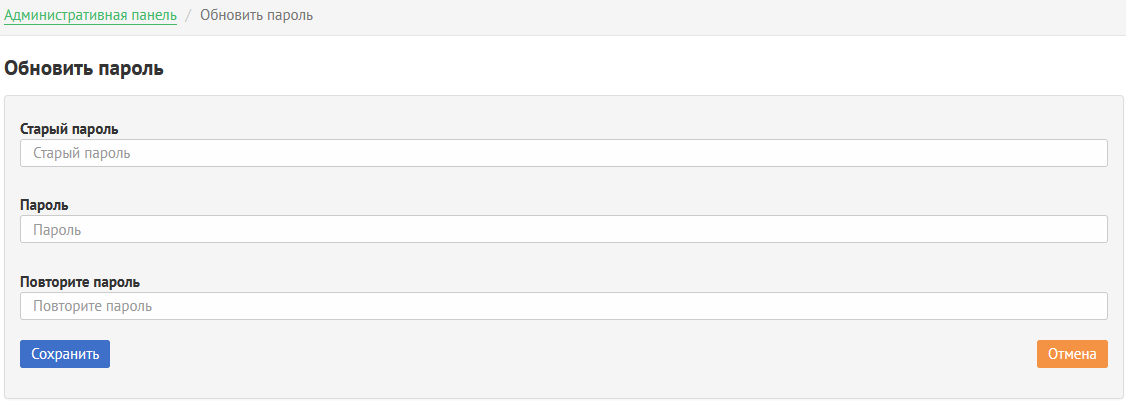 Административная панель / Обновить пароль
Обновить пароль
Старый пароль
Старый пароль
Пароль
Пароль
Повторите пароль
Повторите пароль
Сохранить Отмена